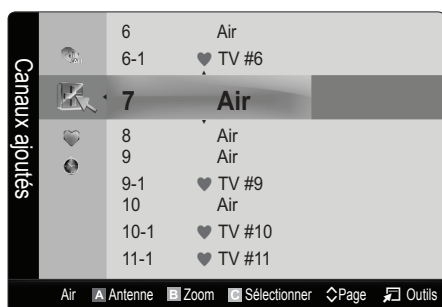 Canaux ajoutés
6 Air
6-1 ♥ TV #6
7 Air
8 Air
9 Air
9-1 ♥ TV #9
10 Air
10-1 ♥ TV #10
11-1 ♥ TV #11
Air A Antenne B Zoom C Sélectionner Page Outils